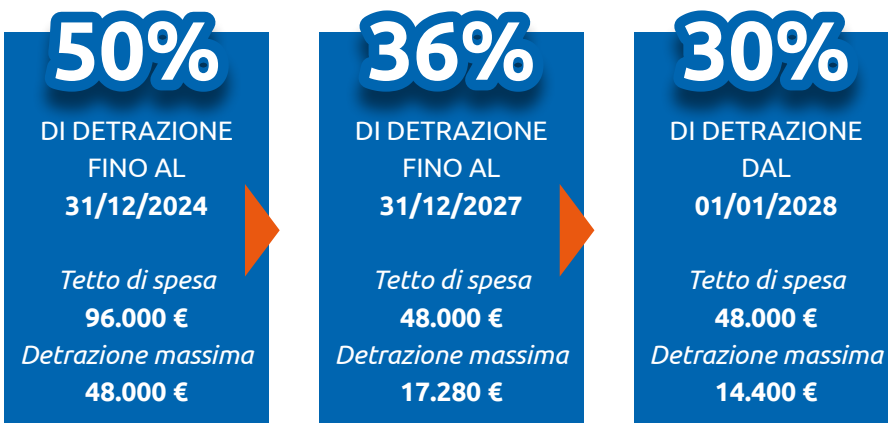 50%
DI DETRAZIONE
FINO AL
31/12/2024
Tetto di spesa
96.000 €
Detrazione massima
48.000 €
36%
DI DETRAZIONE
FINO AL
31/12/2027
Tetto di spesa
48.000 €
Detrazione massima
17.280 €
30%
DI DETRAZIONE
DAL
01/01/2028
Tetto di spesa
48.000 €
Detrazione massima
14.400 €